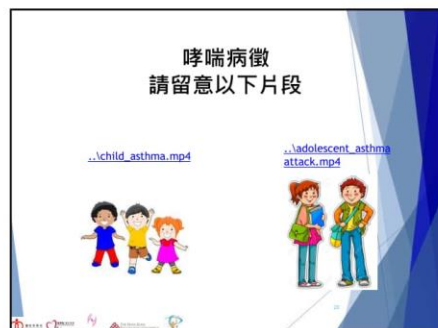 哮喘病徵
請留意以下片段
..\child_asthma.mp4
..\adolescent_asthma
attack.mp4